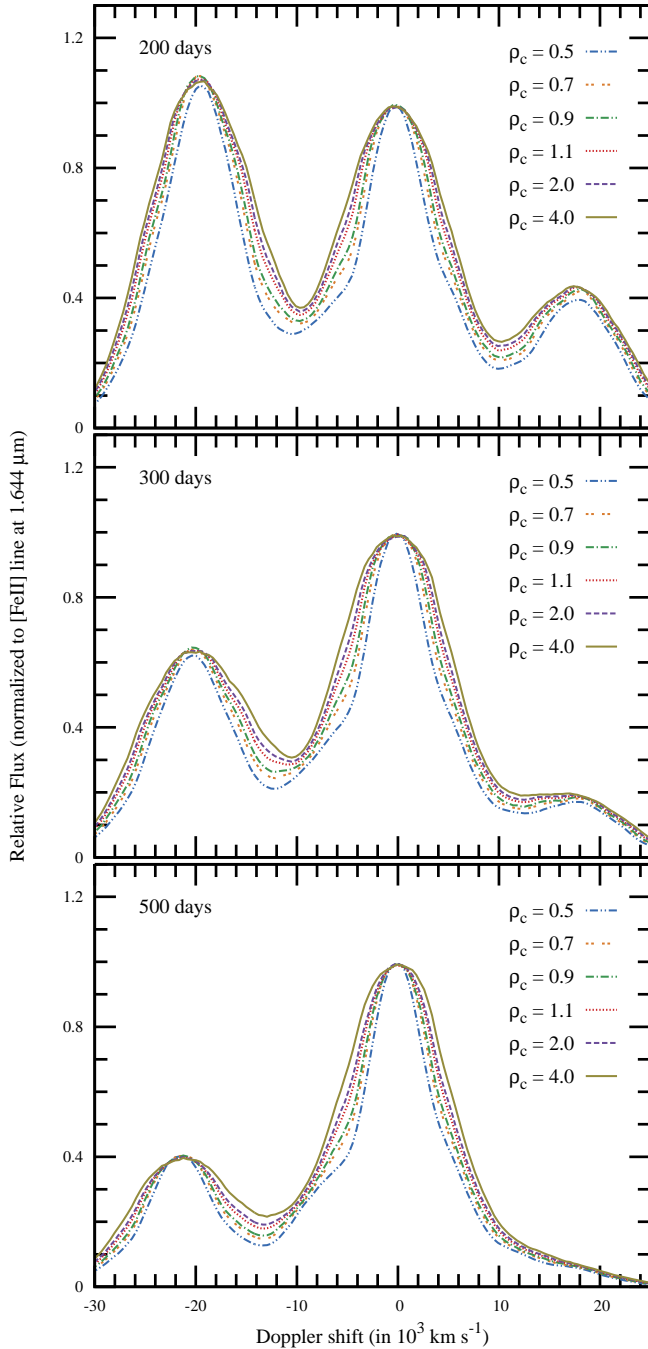 Relative Flux (normalized to [FeII] line at 1.644 μm)
200 days
ρc = 0.5
ρc = 0.7
ρc = 0.9
ρc = 1.1
ρc = 2.0
ρc = 4.0
1.2
0.8
0.4
0
300 days
ρc = 0.5
ρc = 0.7
ρc = 0.9
ρc = 1.1
ρc = 2.0
ρc = 4.0
1.2
0.8
0.4
0
500 days
ρc = 0.5
ρc = 0.7
ρc = 0.9
ρc = 1.1
ρc = 2.0
ρc = 4.0
1.2
0.8
0.4
0
-30 -20 -10 0 10 20
Doppler shift (in 10³ km s⁻¹)